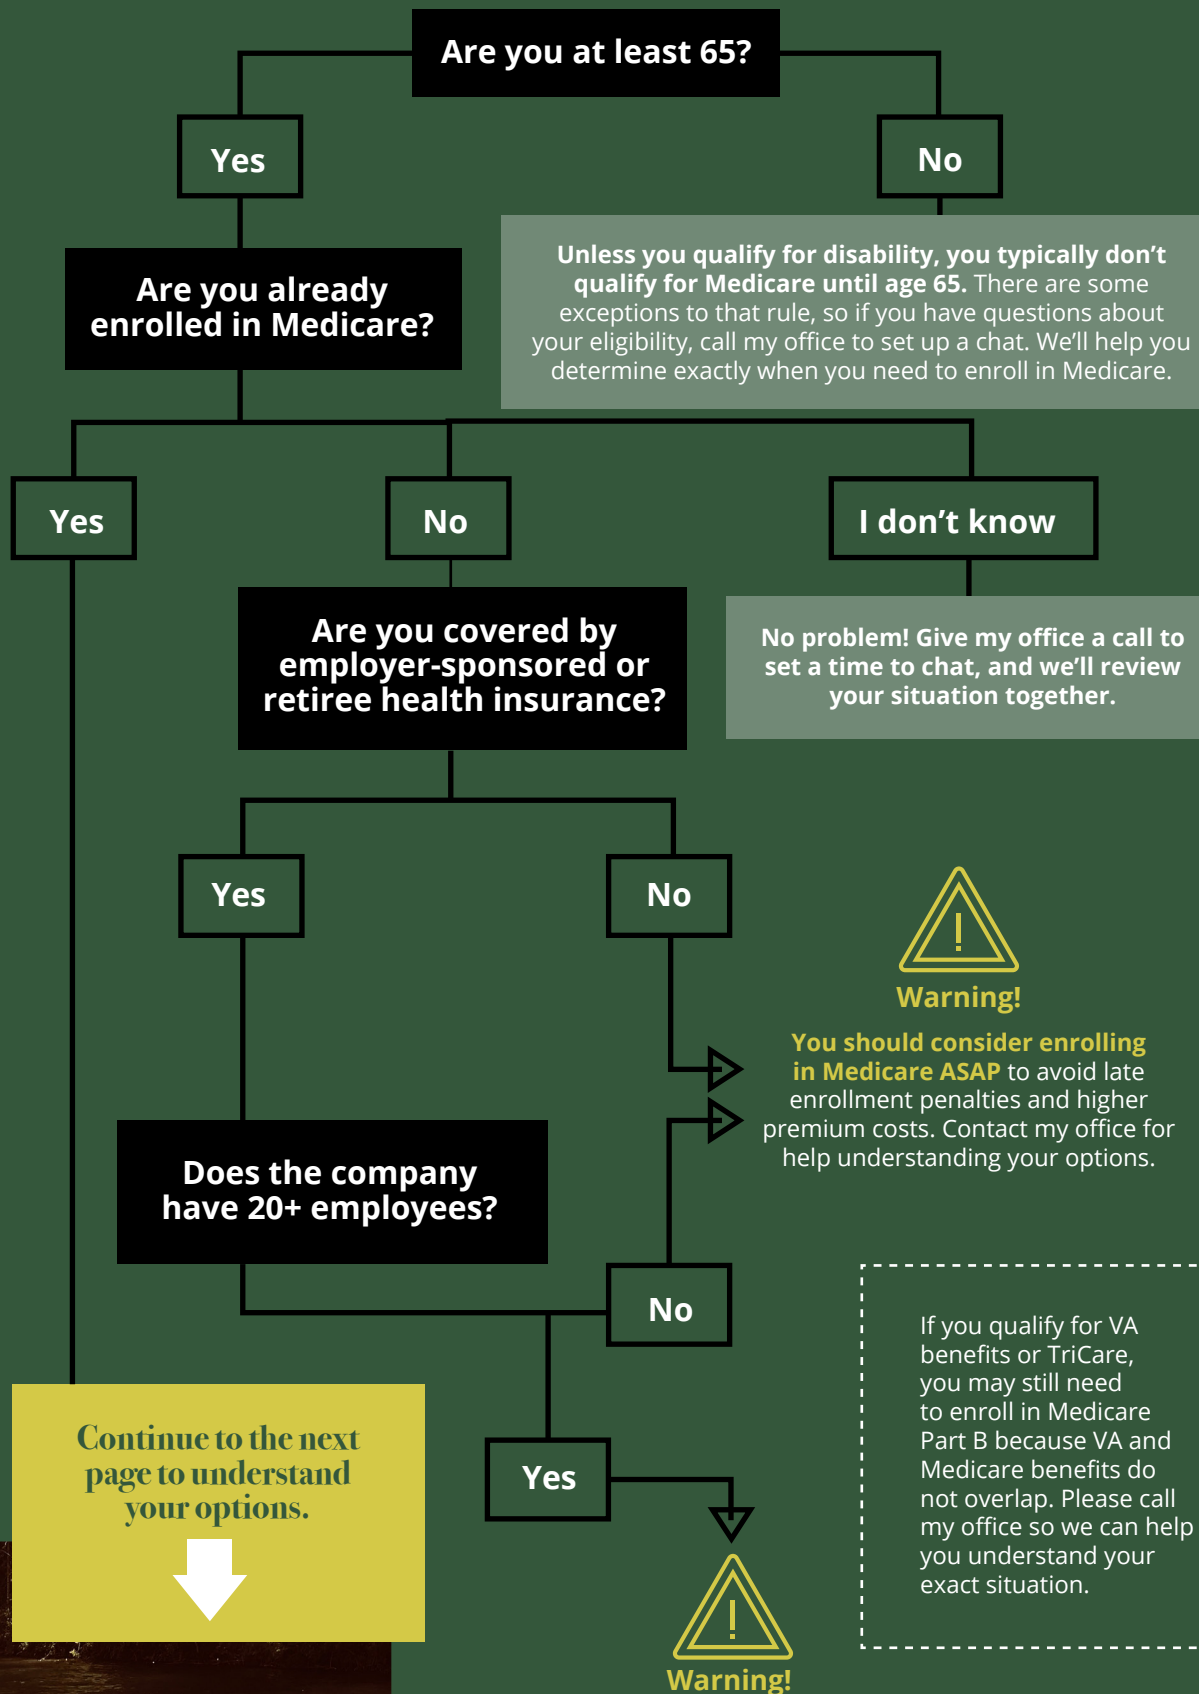 Are you at least 65?
Yes
No
Are you already
enrolled in Medicare?
Unless you qualify for disability, you typically don’t
qualify for Medicare until age 65. There are some
exceptions to that rule, so if you have questions about
your eligibility, call my office to set up a chat. We’ll help you
determine exactly when you need to enroll in Medicare.
Yes
No
I don’t know
Are you covered by
employer-sponsored or
retiree health insurance?
No problem! Give my office a call to
set a time to chat, and we’ll review
your situation together.
Yes
No
Warning!
You should consider enrolling
in Medicare ASAP to avoid late
enrollment penalties and higher
premium costs. Contact my office for
help understanding your options.
Does the company
have 20+ employees?
No
Yes
If you qualify for VA
benefits or TriCare,
you may still need
to enroll in Medicare
Part B because VA and
Medicare benefits do
not overlap. Please call
my office so we can help
you understand your
exact situation.
Continue to the next
page to understand
your options.
Warning!